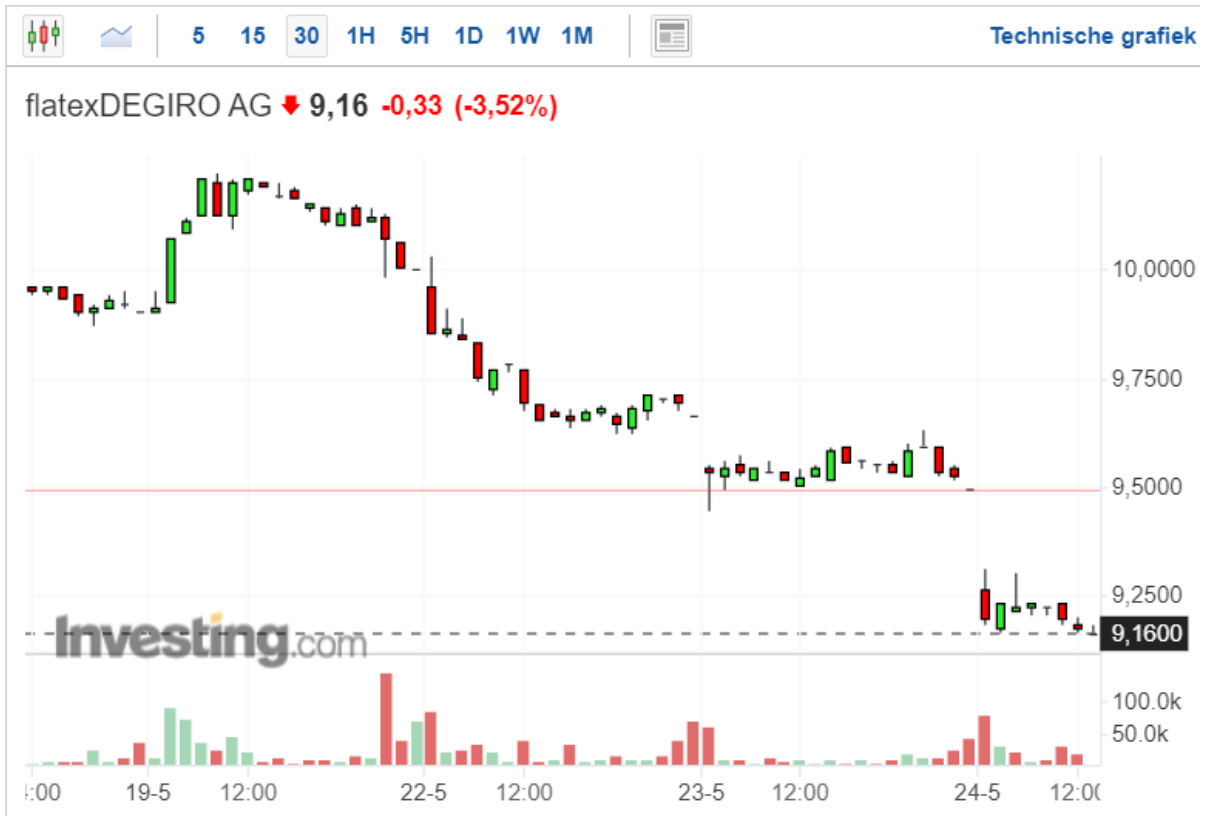 5 15 30 1H 5H 1D 1W 1M Technische grafiek
flatexDEGIRO AG 9,16 -0,33 (-3,52%)
10,0000
9,7500
9,5000
9,2500
9,1600
Investing.com
100.0k
50.0k
:00 19-5 12:00 22-5 12:00 23-5 12:00 24-5 12:00